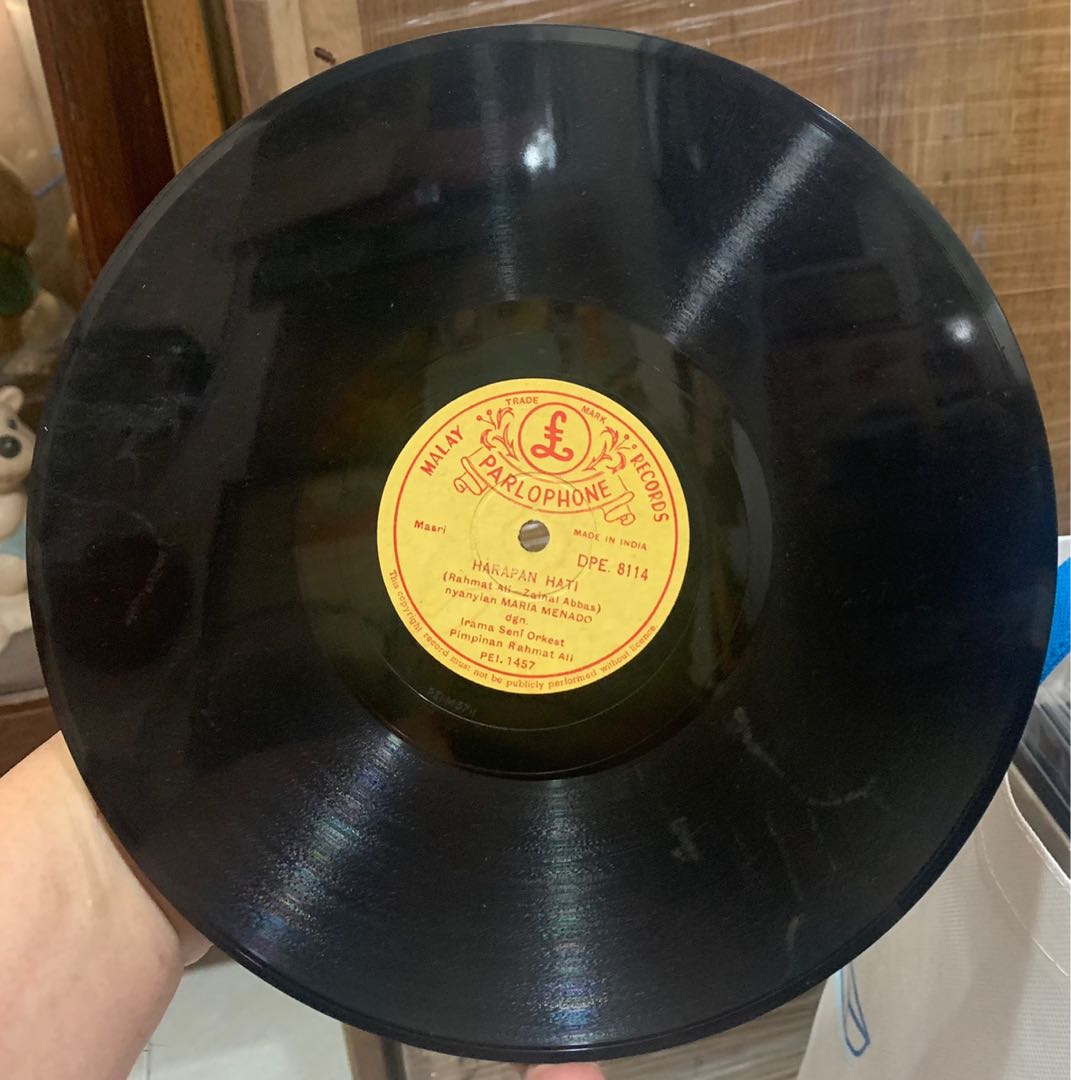 TRADE MARK
MALAY RECORDS
£
PARLOPHONE
Masri
MADE IN INDIA
DPE. 8114
HARAPAN HATI
(Rahmat Ali—Zainal Abbas)
nyanyian MARIA MENADO
dgn.
Irama Seni Orkest
Pimpinan Rahmat Ali
PEI. 1457
This copyright record must not be publicly performed without licence.